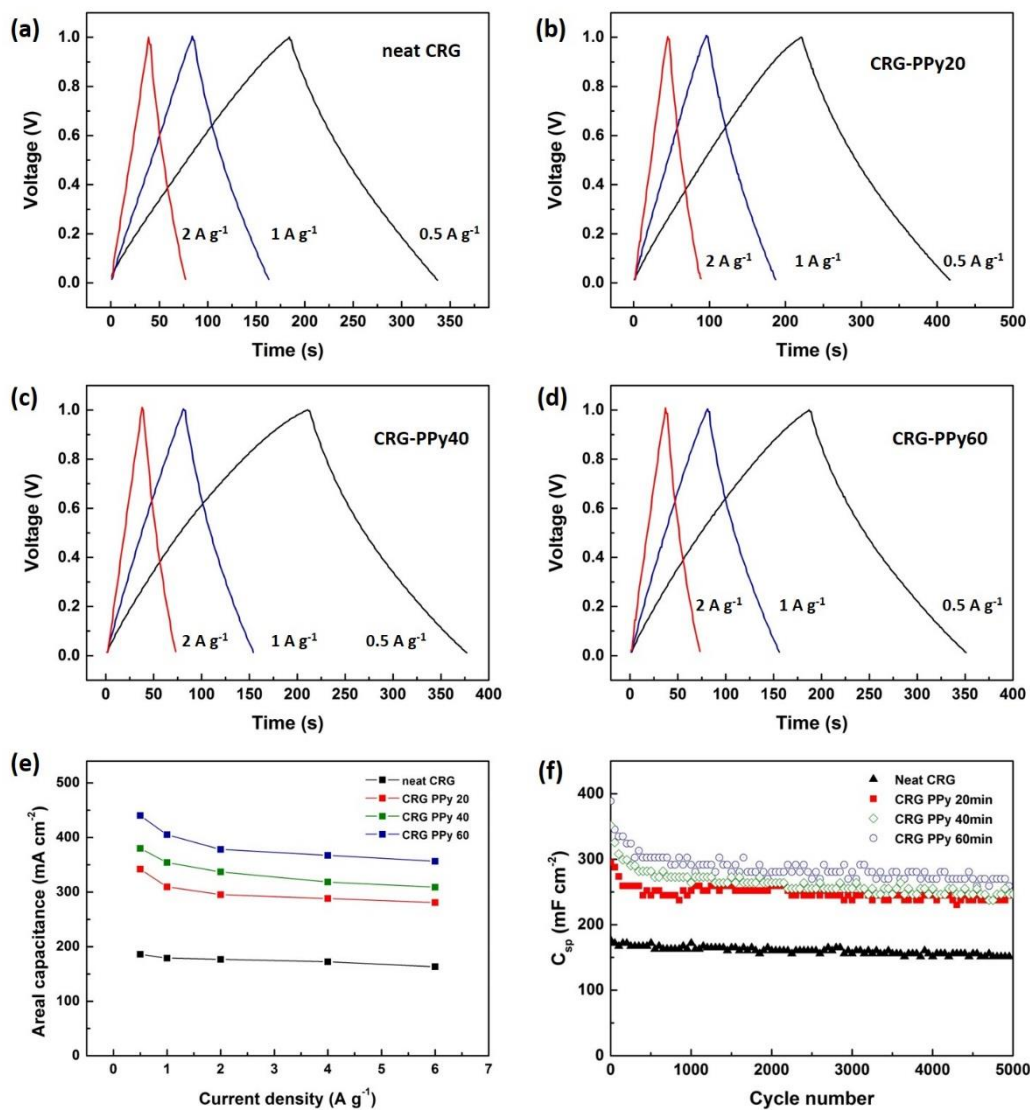 (a)
neat CRG
Voltage (V)
1.0
0.8
0.6
0.4
0.2
0.0
2 A g⁻¹
1 A g⁻¹
0.5 A g⁻¹
0 50 100 150 200 250 300 350
Time (s)
(b)
CRG-PPy20
Voltage (V)
1.0
0.8
0.6
0.4
0.2
0.0
2 A g⁻¹
1 A g⁻¹
0.5 A g⁻¹
0 100 200 300 400 500
Time (s)
(c)
CRG-PPy40
Voltage (V)
1.0
0.8
0.6
0.4
0.2
0.0
2 A g⁻¹
1 A g⁻¹
0.5 A g⁻¹
0 50 100 150 200 250 300 350 400
Time (s)
(d)
CRG-PPy60
Voltage (V)
1.0
0.8
0.6
0.4
0.2
0.0
2 A g⁻¹
1 A g⁻¹
0.5 A g⁻¹
0 50 100 150 200 250 300 350 400
Time (s)
(e)
Areal capacitance (mA cm⁻²)
500
400
300
200
100
0
neat CRG
CRG PPy 20
CRG PPy 40
CRG PPy 60
0 1 2 3 4 5 6 7
Current density (A g⁻¹)
(f)
C_sp (mF cm⁻²)
400
300
200
150
100
0
Neat CRG
CRG PPy 20min
CRG PPy 40min
CRG PPy 60min
0 1000 2000 3000 4000 5000
Cycle number